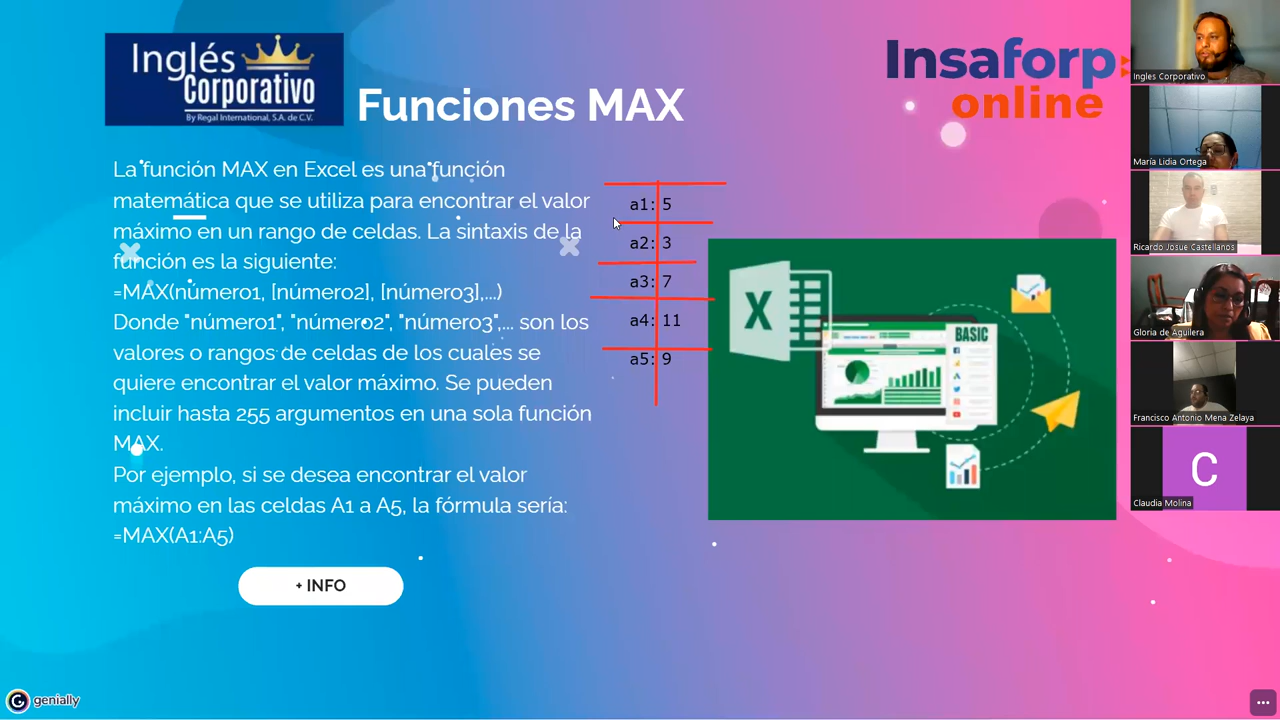 Inglés
Corporativo
By Regal International, S.A. de C.V.
Funciones MAX
Insaforp
online
La función MAX en Excel es una función
matemática que se utiliza para encontrar el valor
máximo en un rango de celdas. La sintaxis de la
función es la siguiente:
=MAX(número1, [número2], [número3],...)
Donde "número1", "número2", "número3",... son los
valores o rangos de celdas de los cuales se
quiere encontrar el valor máximo. Se pueden
incluir hasta 255 argumentos en una sola función
MAX.
Por ejemplo, si se desea encontrar el valor
máximo en las celdas A1 a A5, la fórmula sería:
=MAX(A1:A5)
+ INFO
a1: 5
a2: 3
a3: 7
a4: 11
a5: 9
X
BASIC
Ingles Corporativo
María Lidia Ortega
Ricardo Josue Castellanos
Gloria de Aguilera
Francisco Antonio Mena Zelaya
C
Claudia Molina
genially